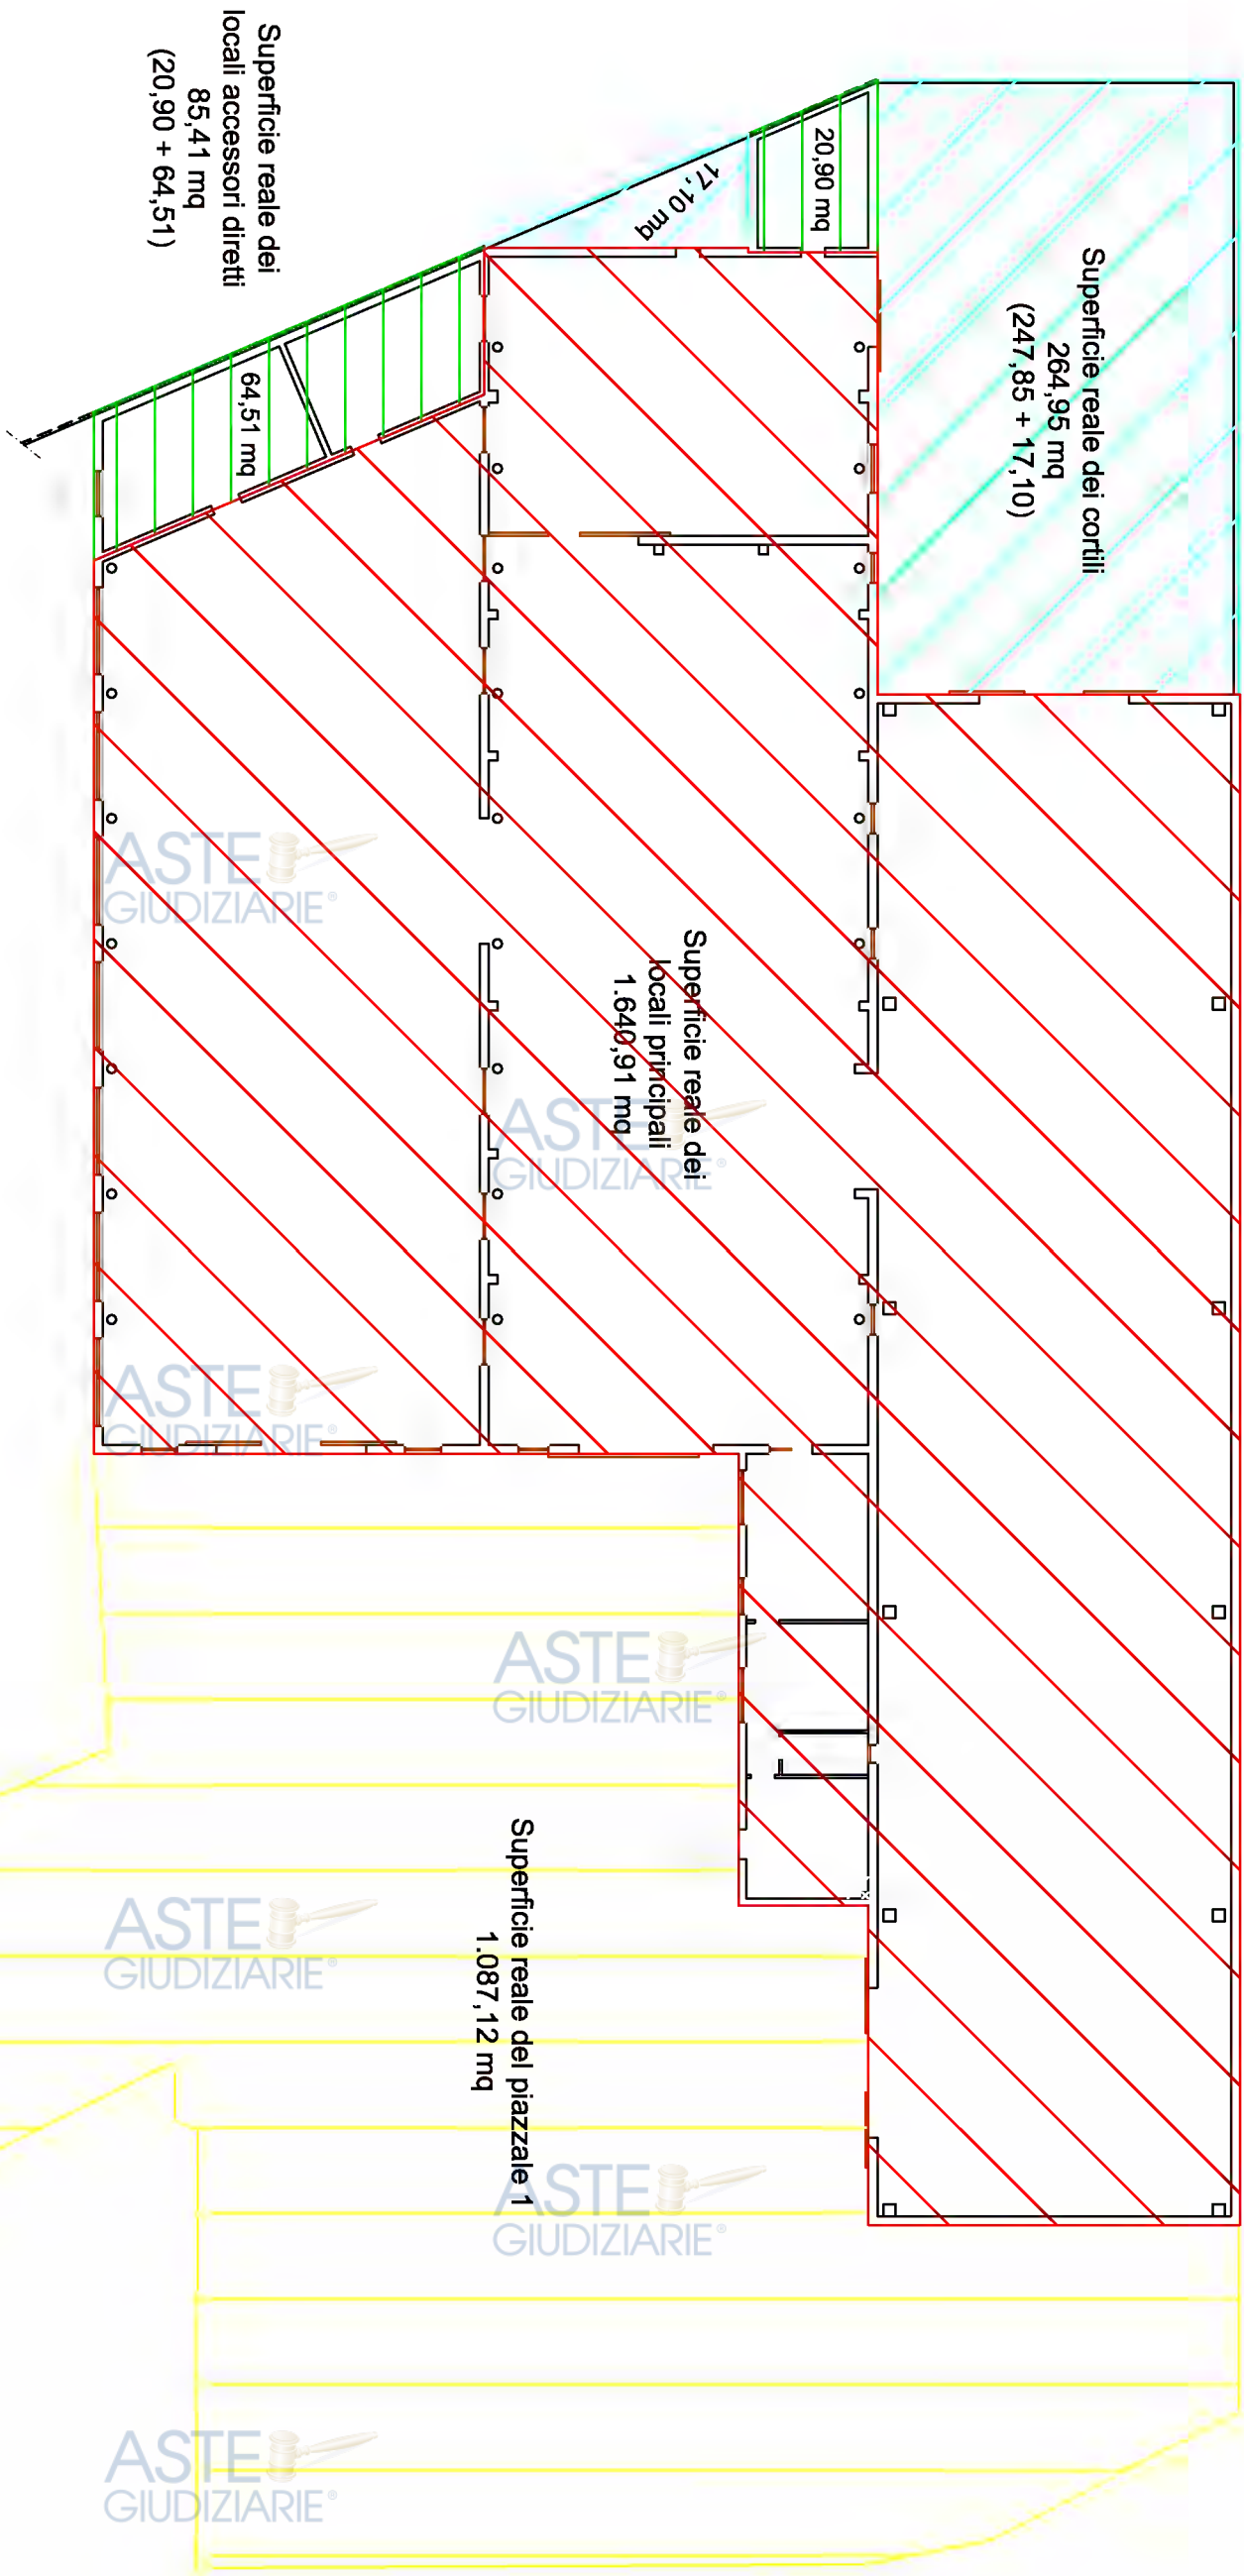 Superficie reale dei
locali accessori diretti
85,41 mq
(20,90 + 64,51)
20,90 mq
17,10 mq
Superficie reale dei cortili
264,95 mq
(247,85 + 17,10)
64,51 mq
Superficie reale dei
locali principali
1.640,91 mq
Superficie reale del piazzale 1
1.087,12 mq
ASTE
GIUDIZIARIE®
ASTE
GIUDIZIARIE®
ASTE
GIUDIZIARIE®
ASTE
GIUDIZIARIE®
ASTE
GIUDIZIARIE®
ASTE
GIUDIZIARIE®
ASTE
GIUDIZIARIE®